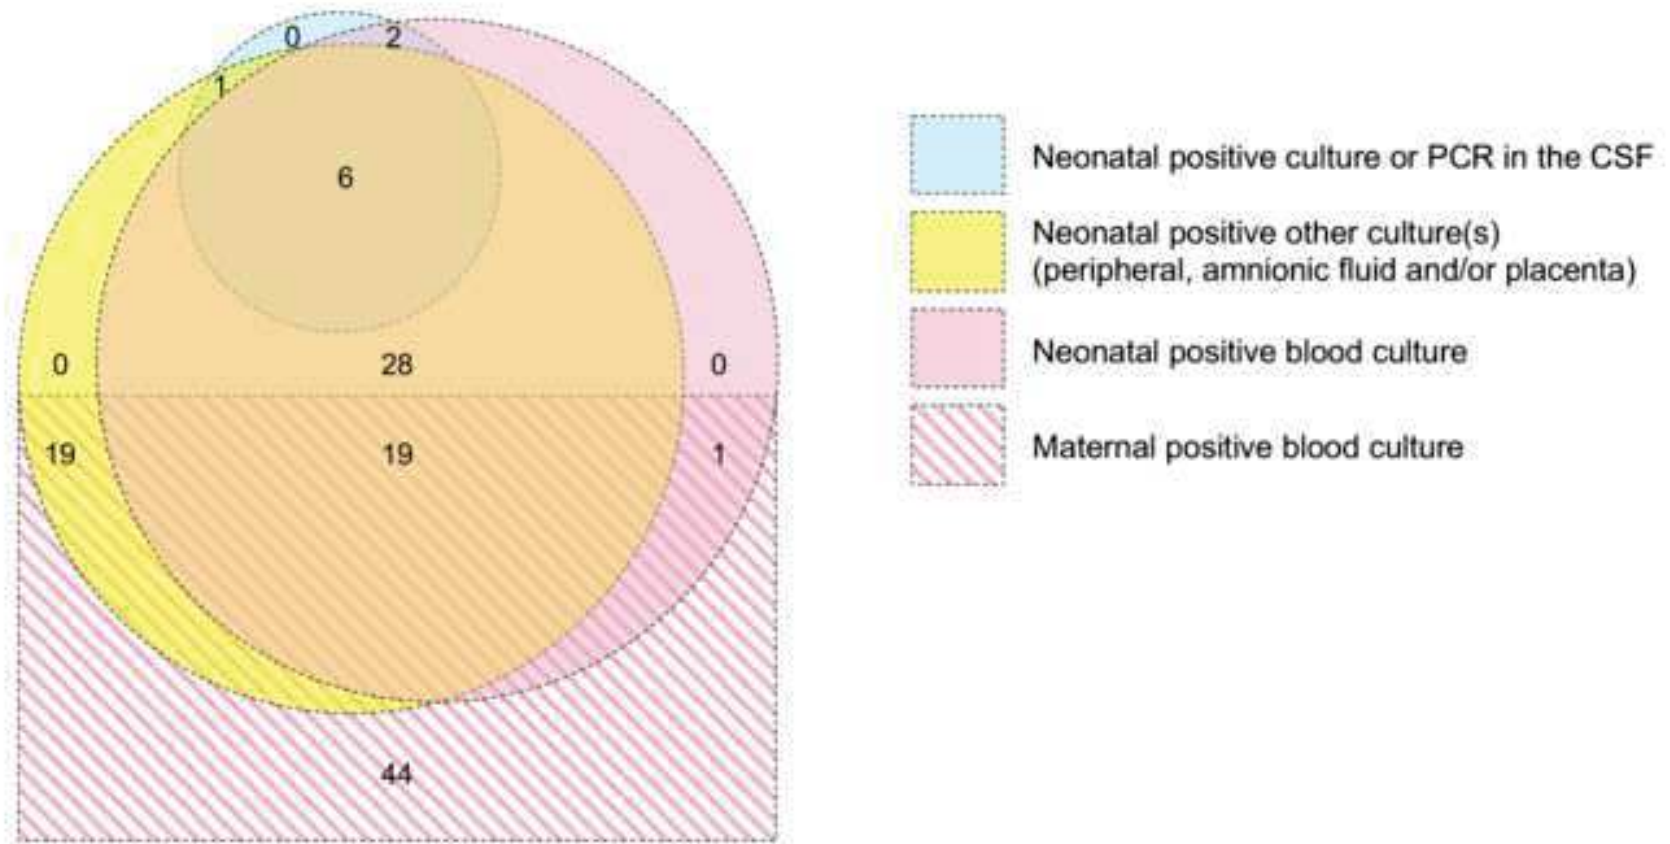 0
2
1
6
0
28
0
19
19
1
44
Neonatal positive culture or PCR in the CSF
Neonatal positive other culture(s)
(peripheral, amnionic fluid and/or placenta)
Neonatal positive blood culture
Maternal positive blood culture